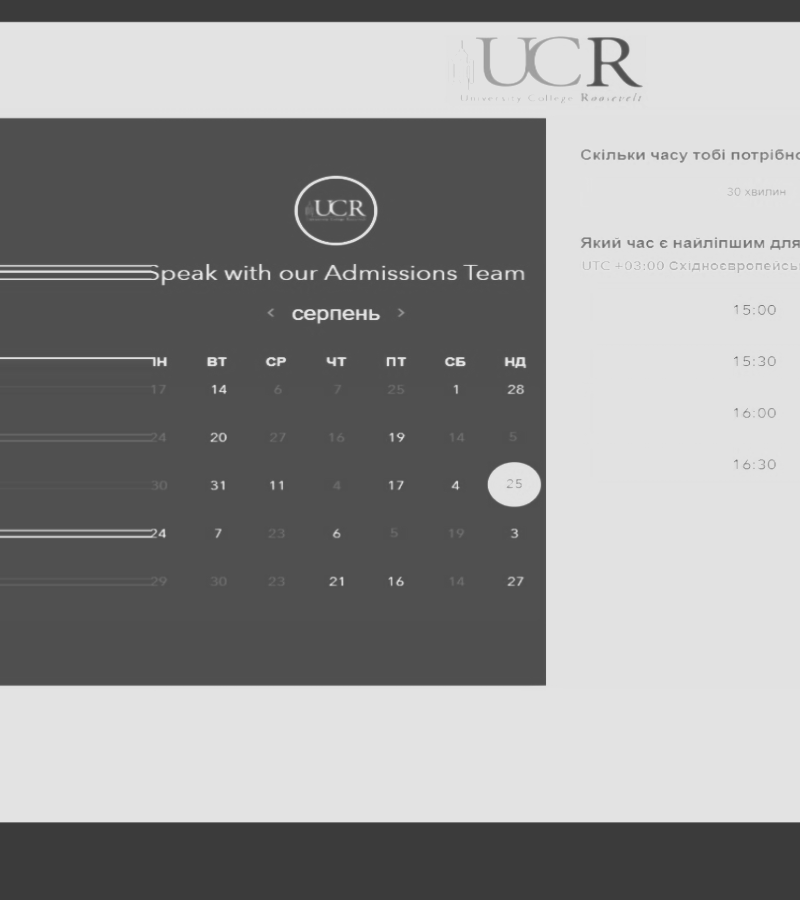 UCR
University College Roosevelt
UCR
Speak with our Admissions Team
< серпень >
ВТ СР ЧТ ПТ СБ НД
17 14 6 7 25 1 28
24 20 27 16 19 14 5
30 31 11 4 17 4 25
24 7 23 6 5 19 3
29 30 23 21 16 14 27
Скільки часу тобі потрібно
30 хвилин
Який час є найліпшим для
UTC +03:00
15:00
15:30
16:00
16:30